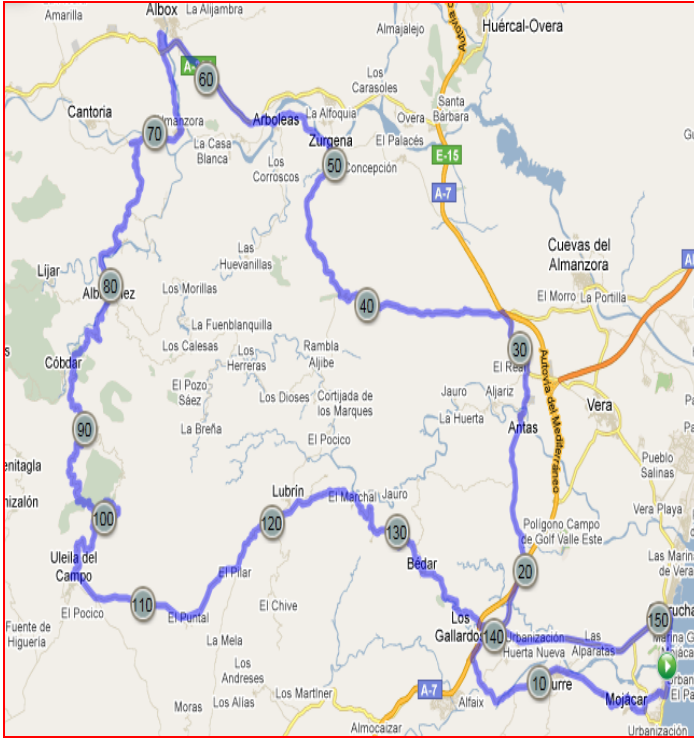 Albox
La Alijambra
Amarilla
Almajalejo
Huércal-Overa
Autovía
60
Los
Carasoles
Cantoria
70
Arboleas
La Alfoquia
Overa
Santa
Bárbara
La Casa
Blanca
Zurgena
El Palacés
E-15
Los
Corroscos
50
Concepción
A-7
Las
Huevanillas
Cuevas del
Almanzora
Líjar
80
Los Morillas
40
El Morro
La Portilla
La Fuenblanquilla
30
Los Calesas
Los
Herreras
Rambla
Aljibe
El Real
Cóbdar
El Pozo
Sáez
Los Dioses
Cortijada de
los Marques
Jauro
Aljariz
Autovía del Mediterráneo
Vera
La Huerta
Antas
90
La Breña
El Pocico
Pueblo
Salinas
Lubrín
El Marchal
Jauro
Vera Playa
100
120
130
Polígono Campo
de Golf Valle Este
Uleila del
Campo
Bédar
Las Marinas
de Vera
El Pilar
20
El Pocico
110
El Puntal
El Chive
Los
Gallardos
140
Urbanización
Huerta Nueva
Las
Alparatas
150
Fuente de
Higuería
La Mela
Los
Andreses
10
Mojácar
Moras
Los Alías
Los Martiner
A-7
Alfaix
Almocaizar
Urbanización